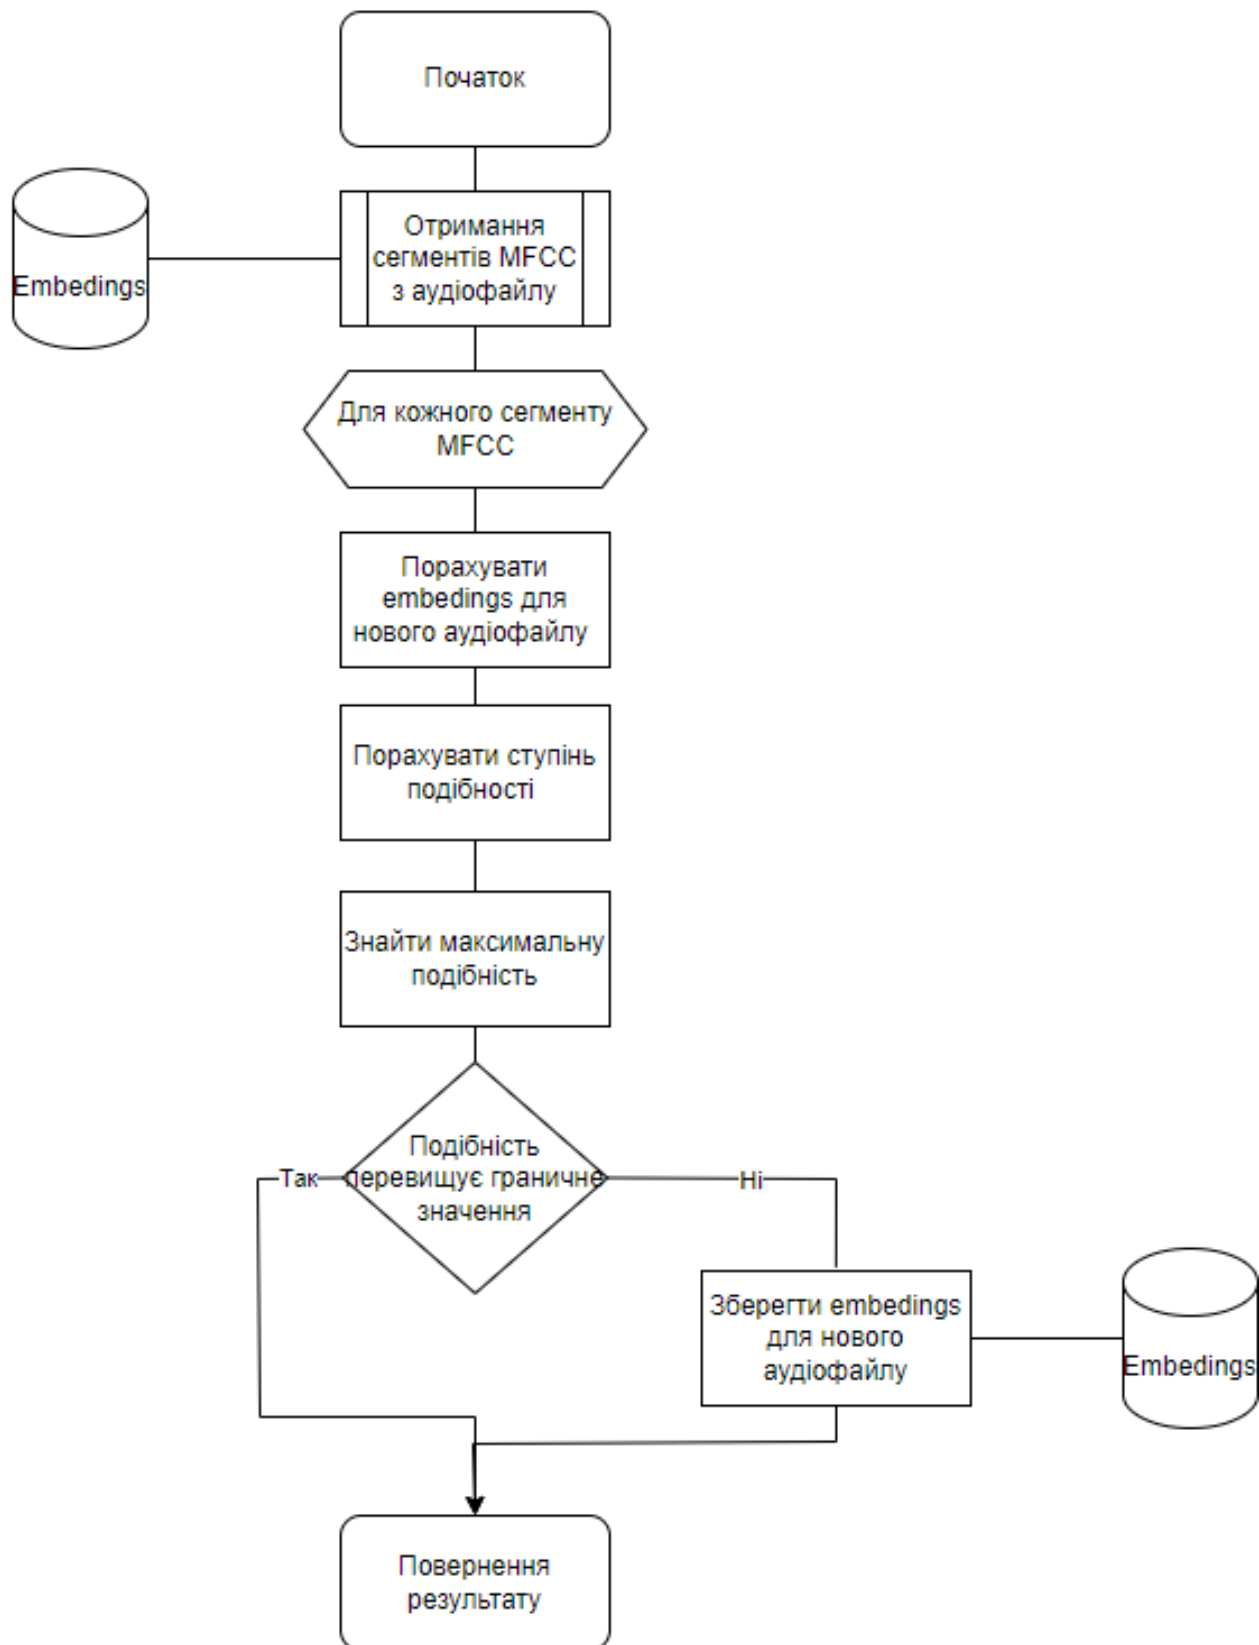 Початок
Отримання
сегментів MFCC
з аудіофайлу
Embedings
Для кожного сегменту
MFCC
Порахувати
embedings для
нового аудіофайлу
Порахувати ступінь
подібності
Знайти максимальну
подібність
Подібність
перевищує граничне
значення
Так
Ні
Зберегти embedings
для нового
аудіофайлу
Embedings
Повернення
результату